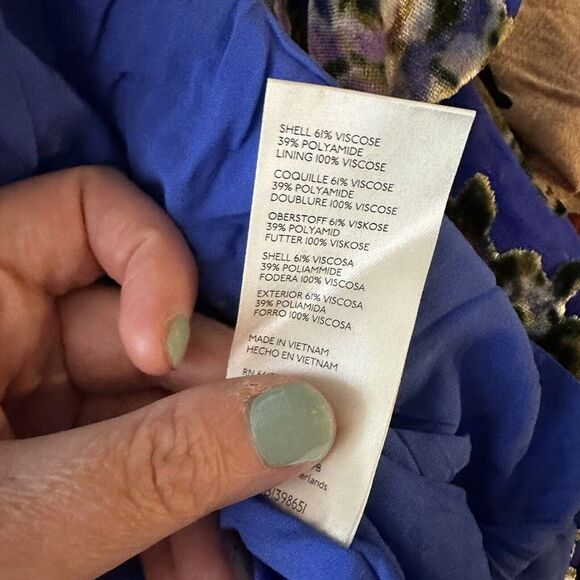 SHELL 61% VISCOSE
39% POLYAMIDE
LINING 100% VISCOSE
COQUILLE 61% VISCOSE
39% POLYAMIDE
DOUBLURE 100% VISCOSE
OBERSTOFF 61% VISKOSE
39% POLYAMID
FUTTER 100% VISKOSE
SHELL 61% VISCOSA
39% POLIAMMIDE
FODERA 100% VISCOSA
EXTERIOR 61% VISCOSA
39% POLIAMIDA
FORRO 100% VISCOSA
MADE IN VIETNAM
HECHO EN VIETNAM
RN